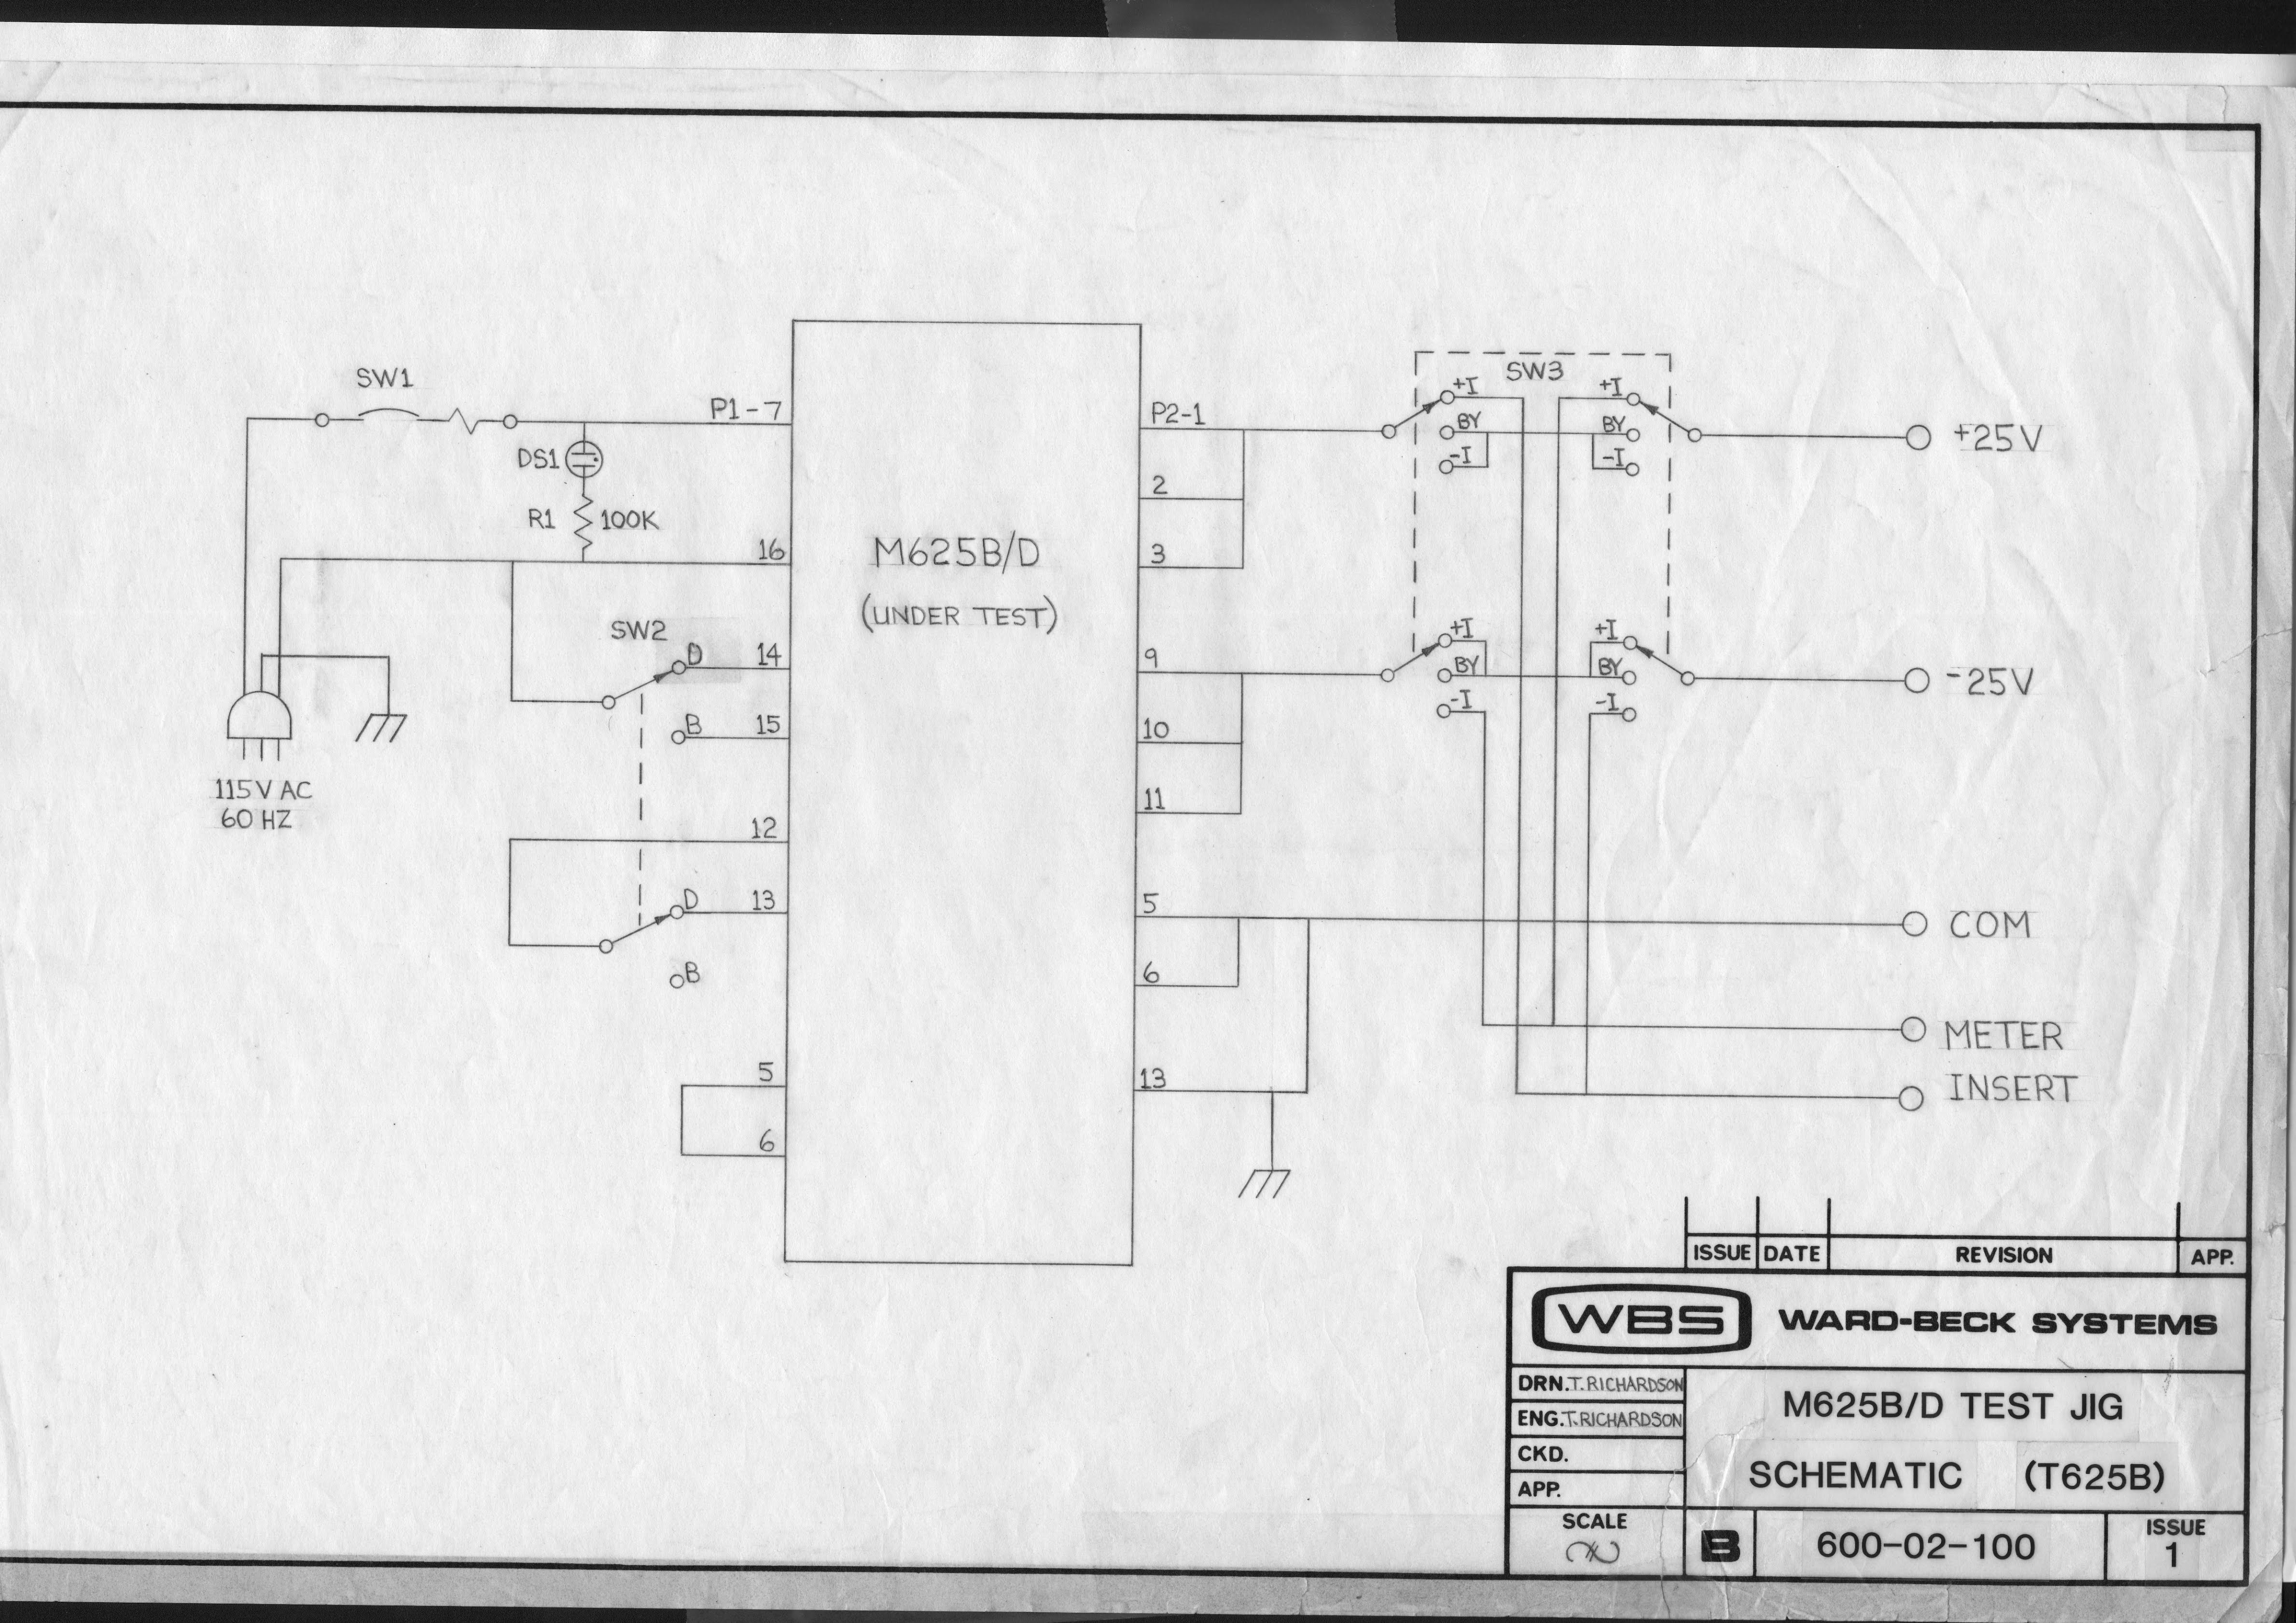 SW1
P1-7
DS1
R1 100K
16
SW2
D 14
B 15
115V AC
60 HZ
12
D 13
B
5
6
M625B/D
(UNDER TEST)
P2-1
2
3
9
10
11
5
6
13
SW3
+I +I
BY BY
-I -I
+25V
+I +I
BY BY
-I -I
-25V
COM
METER
INSERT
ISSUE DATE REVISION APP.
WBS WARD-BECK SYSTEMS
DRN. T. RICHARDSON
ENG. T. RICHARDSON
CKD.
APP.
M625B/D TEST JIG
SCHEMATIC (T625B)
SCALE
B
600-02-100
ISSUE
1